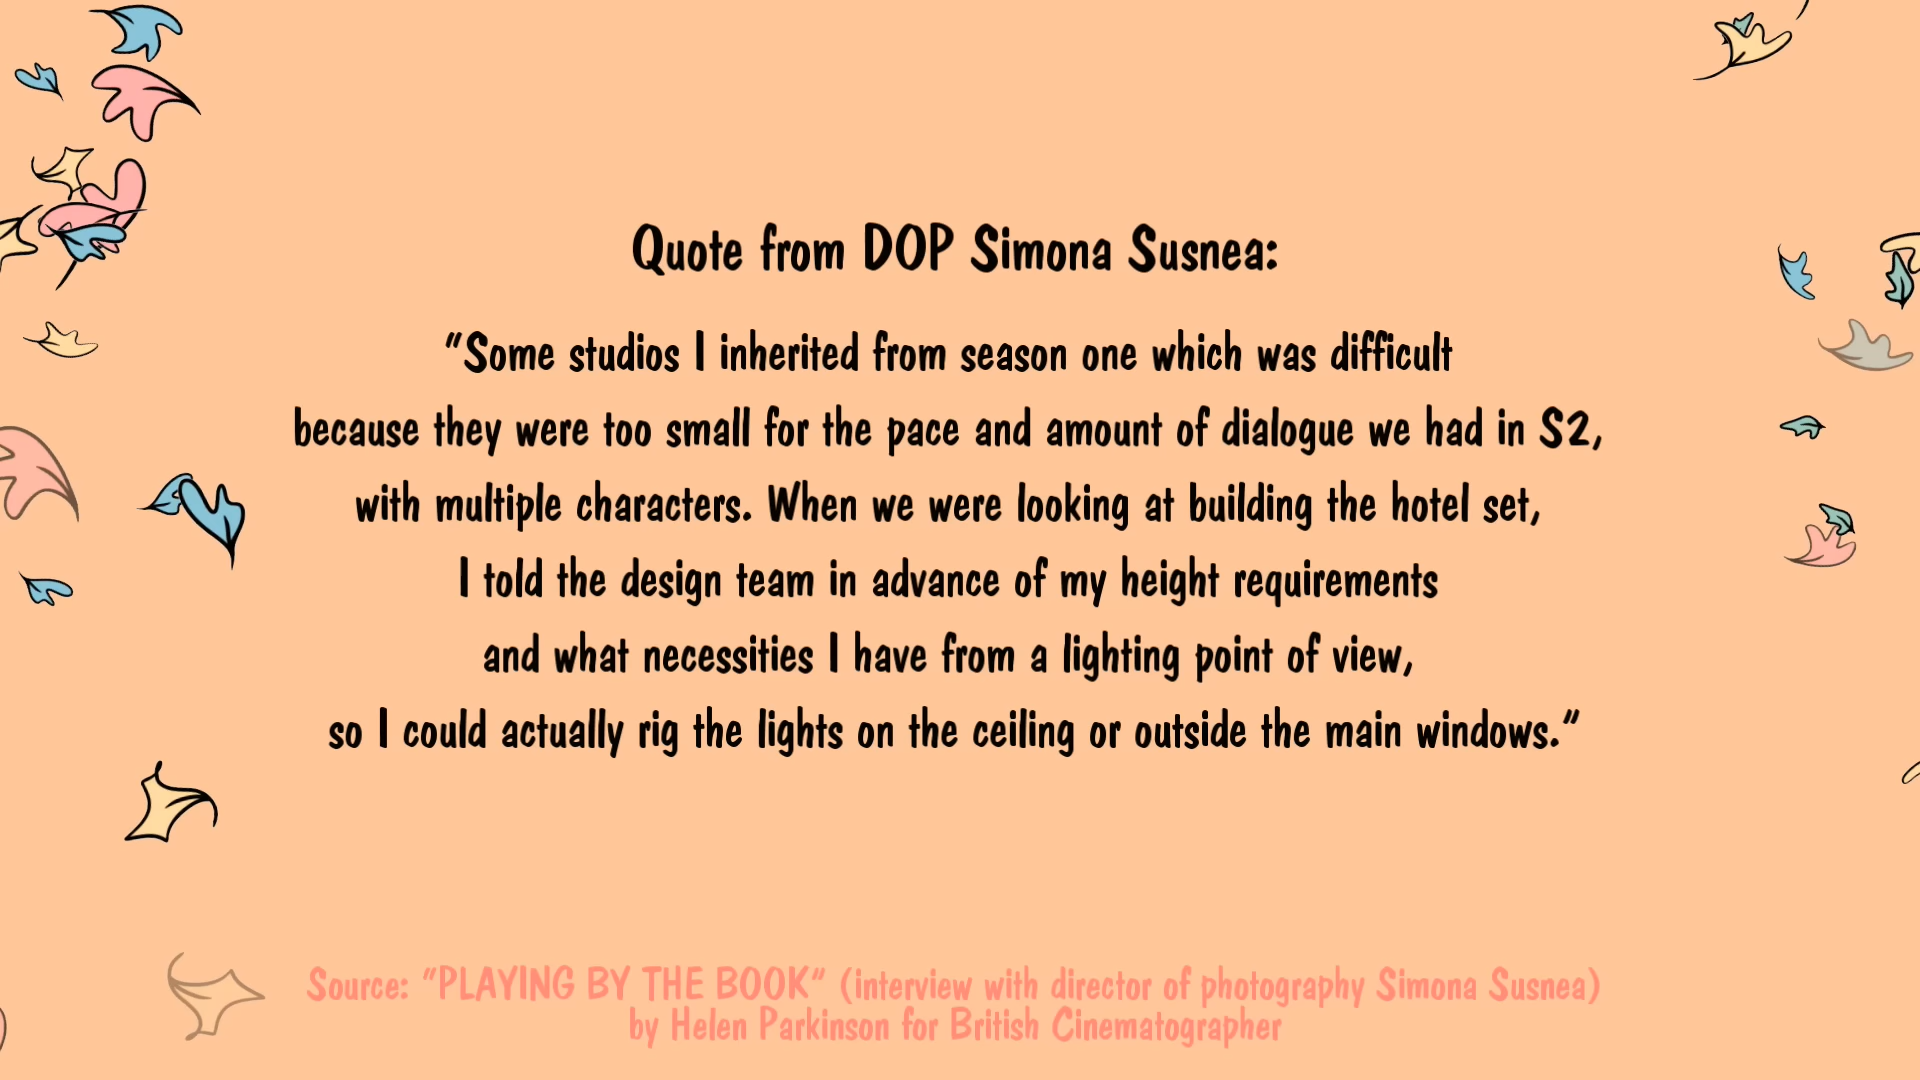 Quote from DOP Simona Susnea:
"Some studios I inherited from season one which was difficult
because they were too small for the pace and amount of dialogue we had in S2,
with multiple characters. When we were looking at building the hotel set,
I told the design team in advance of my height requirements
and what necessities I have from a lighting point of view,
so I could actually rig the lights on the ceiling or outside the main windows."
Source: "PLAYING BY THE BOOK" (interview with director of photography Simona Susnea)
by Helen Parkinson for British Cinematographer